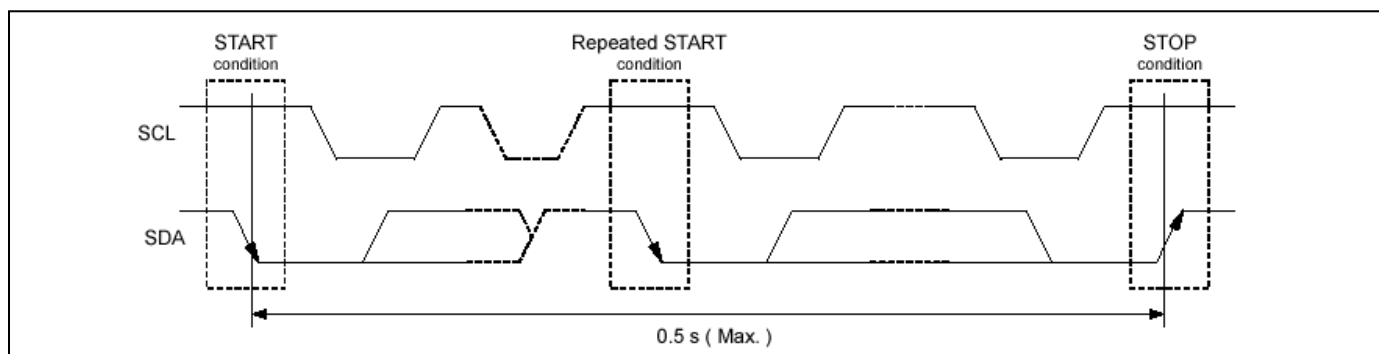 START
condition
Repeated START
condition
STOP
condition
SCL
SDA
0.5 s ( Max. )